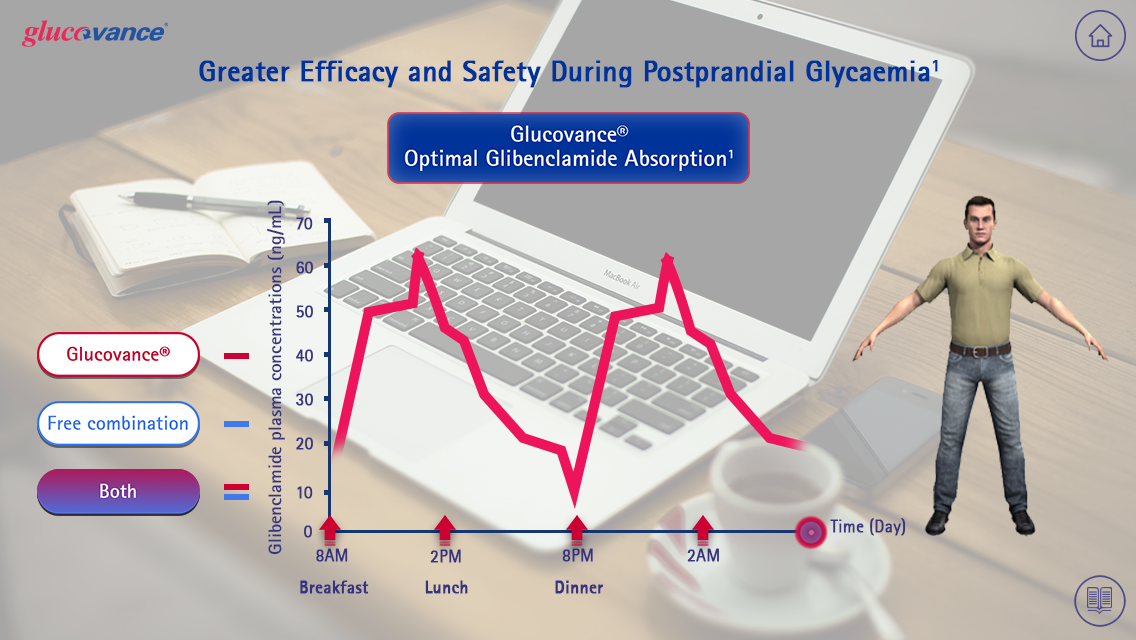 glucovance®
Greater Efficacy and Safety During Postprandial Glycaemia¹
Glucovance®
Optimal Glibenclamide Absorption¹
Glibenclamide plasma concentrations (ng/mL)
70
60
50
40
30
20
10
0
MacBook Air
Glucovance®
Free combination
Both
Time (Day)
8AM
2PM
8PM
2AM
Breakfast
Lunch
Dinner